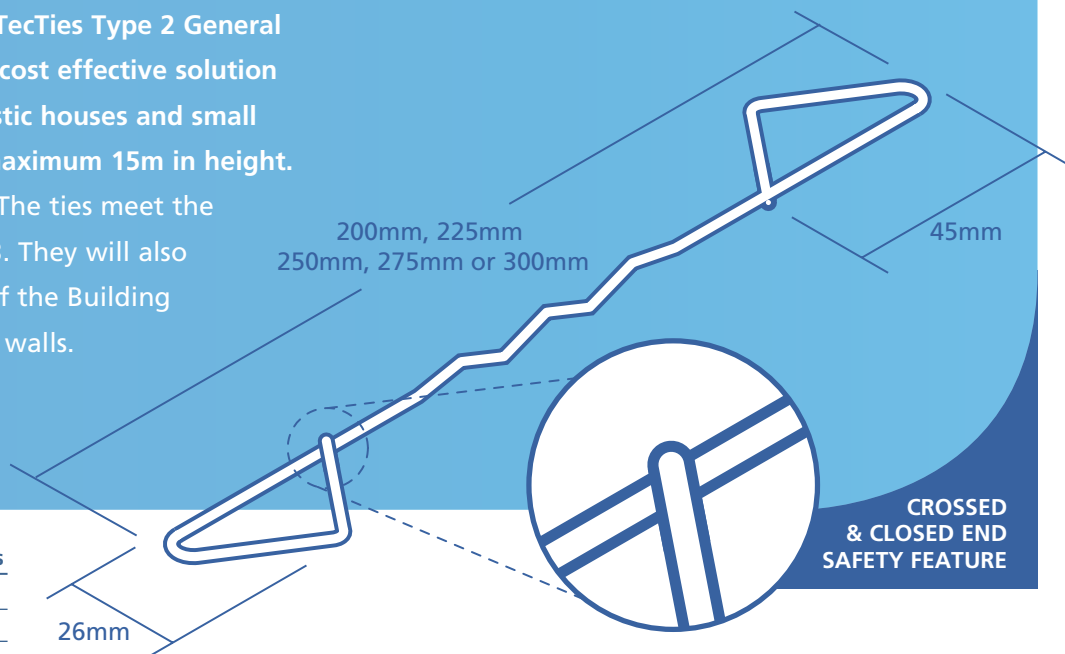 TecTies Type 2 General
cost effective solution
stic houses and small
maximum 15m in height.
The ties meet the
. They will also
f the Building
walls.
200mm, 225mm
250mm, 275mm or 300mm
45mm
CROSSED
& CLOSED END
SAFETY FEATURE
s
26mm